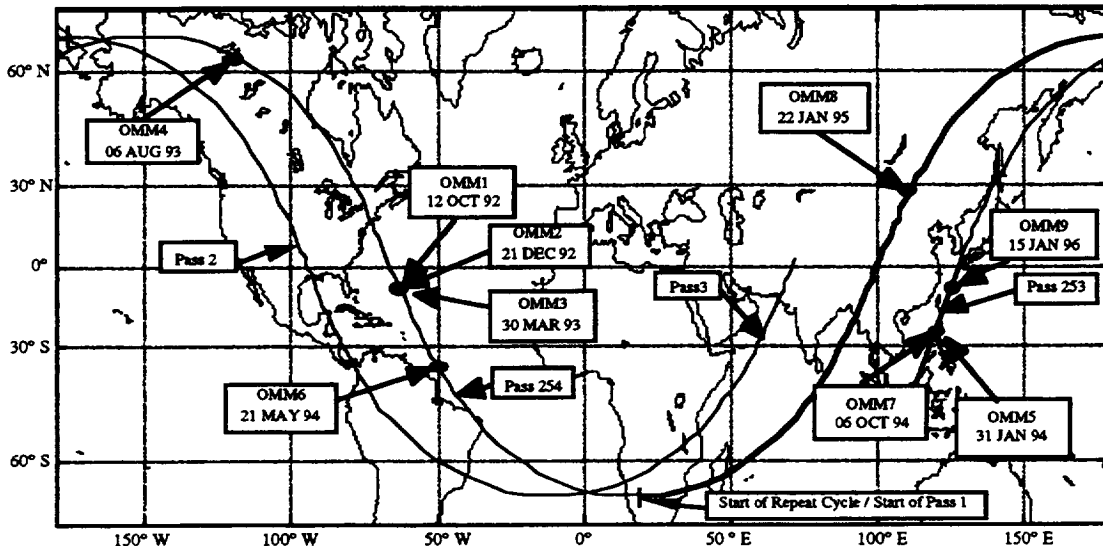 60° N
OMM4
06 AUG 93
OMM8
22 JAN 95
30° N
OMM1
12 OCT 92
OMM2
21 DEC 92
OMM9
15 JAN 96
Pass 2
0°
Pass3
Pass 253
OMM3
30 MAR 93
30° S
OMM6
21 MAY 94
Pass 254
OMM7
06 OCT 94
OMM5
31 JAN 94
60° S
Start of Repeat Cycle / Start of Pass 1
150° W
100° W
50° W
0°
50° E
100° E
150° E